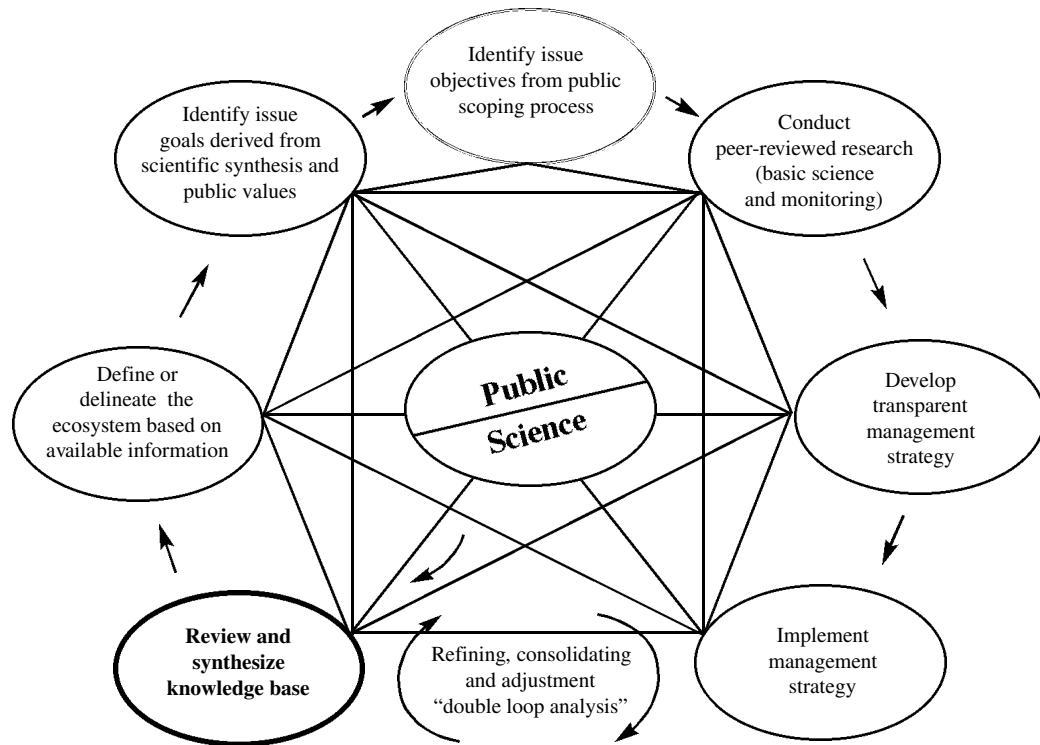 Identify issue
objectives from public
scoping process
Identify issue
goals derived from
scientific synthesis and
public values
Conduct
peer-reviewed research
(basic science
and monitoring)
Define or
delineate the
ecosystem based on
available information
Public
Science
Develop
transparent
management
strategy
Review and
synthesize
knowledge base
Refining, consolidating
and adjustment
“double loop analysis”
Implement
management
strategy